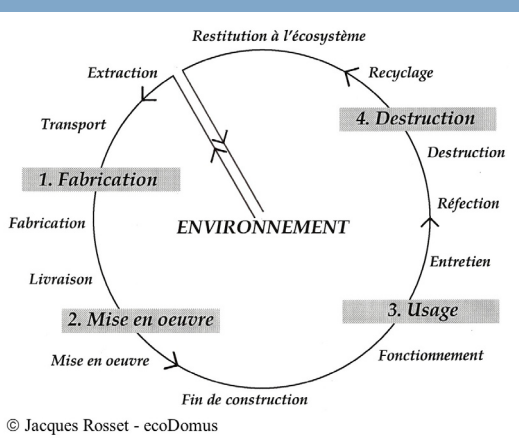 Restitution à l'écosystème
Extraction
Recyclage
Transport
4. Destruction
Destruction
1. Fabrication
Réfection
Fabrication
ENVIRONNEMENT
Entretien
Livraison
3. Usage
2. Mise en oeuvre
Fonctionnement
Mise en oeuvre
Fin de construction
© Jacques Rosset - ecoDomus